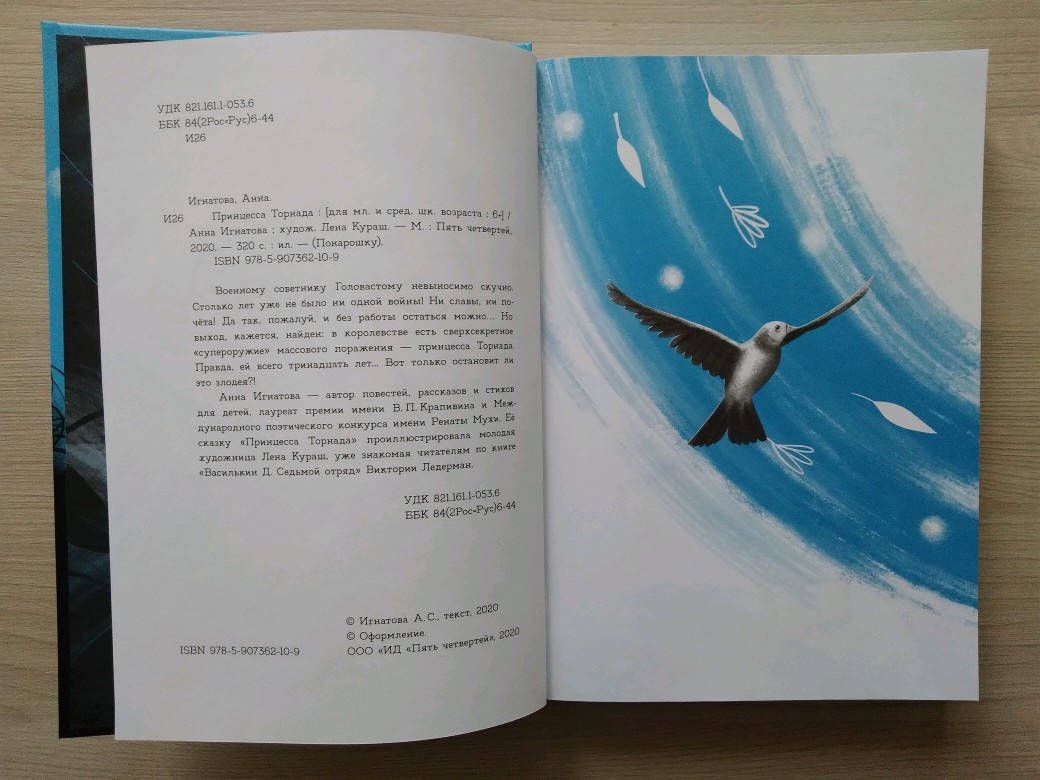 УДК 821.161.1-053.6
ББК 84(2Рос=Рус)6-44
И26
Игнатова, Анна.
И26 Принцесса Торнада : [для мл. и сред. шк. возраста : 6+] /
Анна Игнатова ; худож. Лена Кураш. — М. : Пять четвертей,
2020. — 320 с. : ил. — (Понарошку).
ISBN 978-5-907362-10-9
Военному советнику Головастому невыносимо скучно.
Столько лет уже не было ни одной войны! Ни славы, ни по-
чёта! Да так, пожалуй, и без работы остаться можно... Но
выход, кажется, найден: в королевстве есть сверхсекретное
«супероружие» массового поражения — принцесса Торнада.
Правда, ей всего тринадцать лет... Вот только остановит ли
это злодея?!
Анна Игнатова — автор повестей, рассказов и стихов
для детей, лауреат премии имени В. П. Крапивина и Меж-
дународного поэтического конкурса имени Ренаты Мухи. Её
сказку «Принцесса Торнада» проиллюстрировала молодая
художница Лена Кураш, уже знакомая читателям по книге
«Василькин Д. Седьмой отряд» Виктории Ледерман.
УДК 821.161.1-053.6
ББК 84(2Рос=Рус)6-44
© Игнатова А. С., текст, 2020
© Оформление.
ISBN 978-5-907362-10-9 ООО «ИД «Пять четвертей», 2020